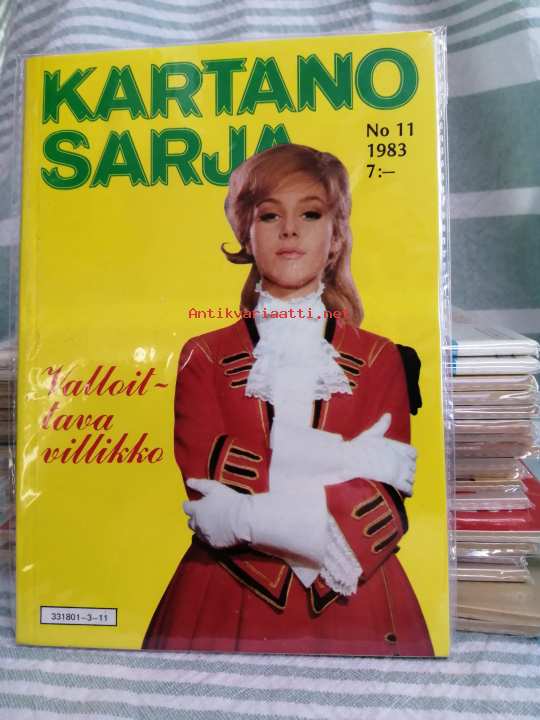 KARTANO
SARJA
No 11
1983
7:—
Antikvariaatti.net
Valloit-
tava
villikko
331801-3-11